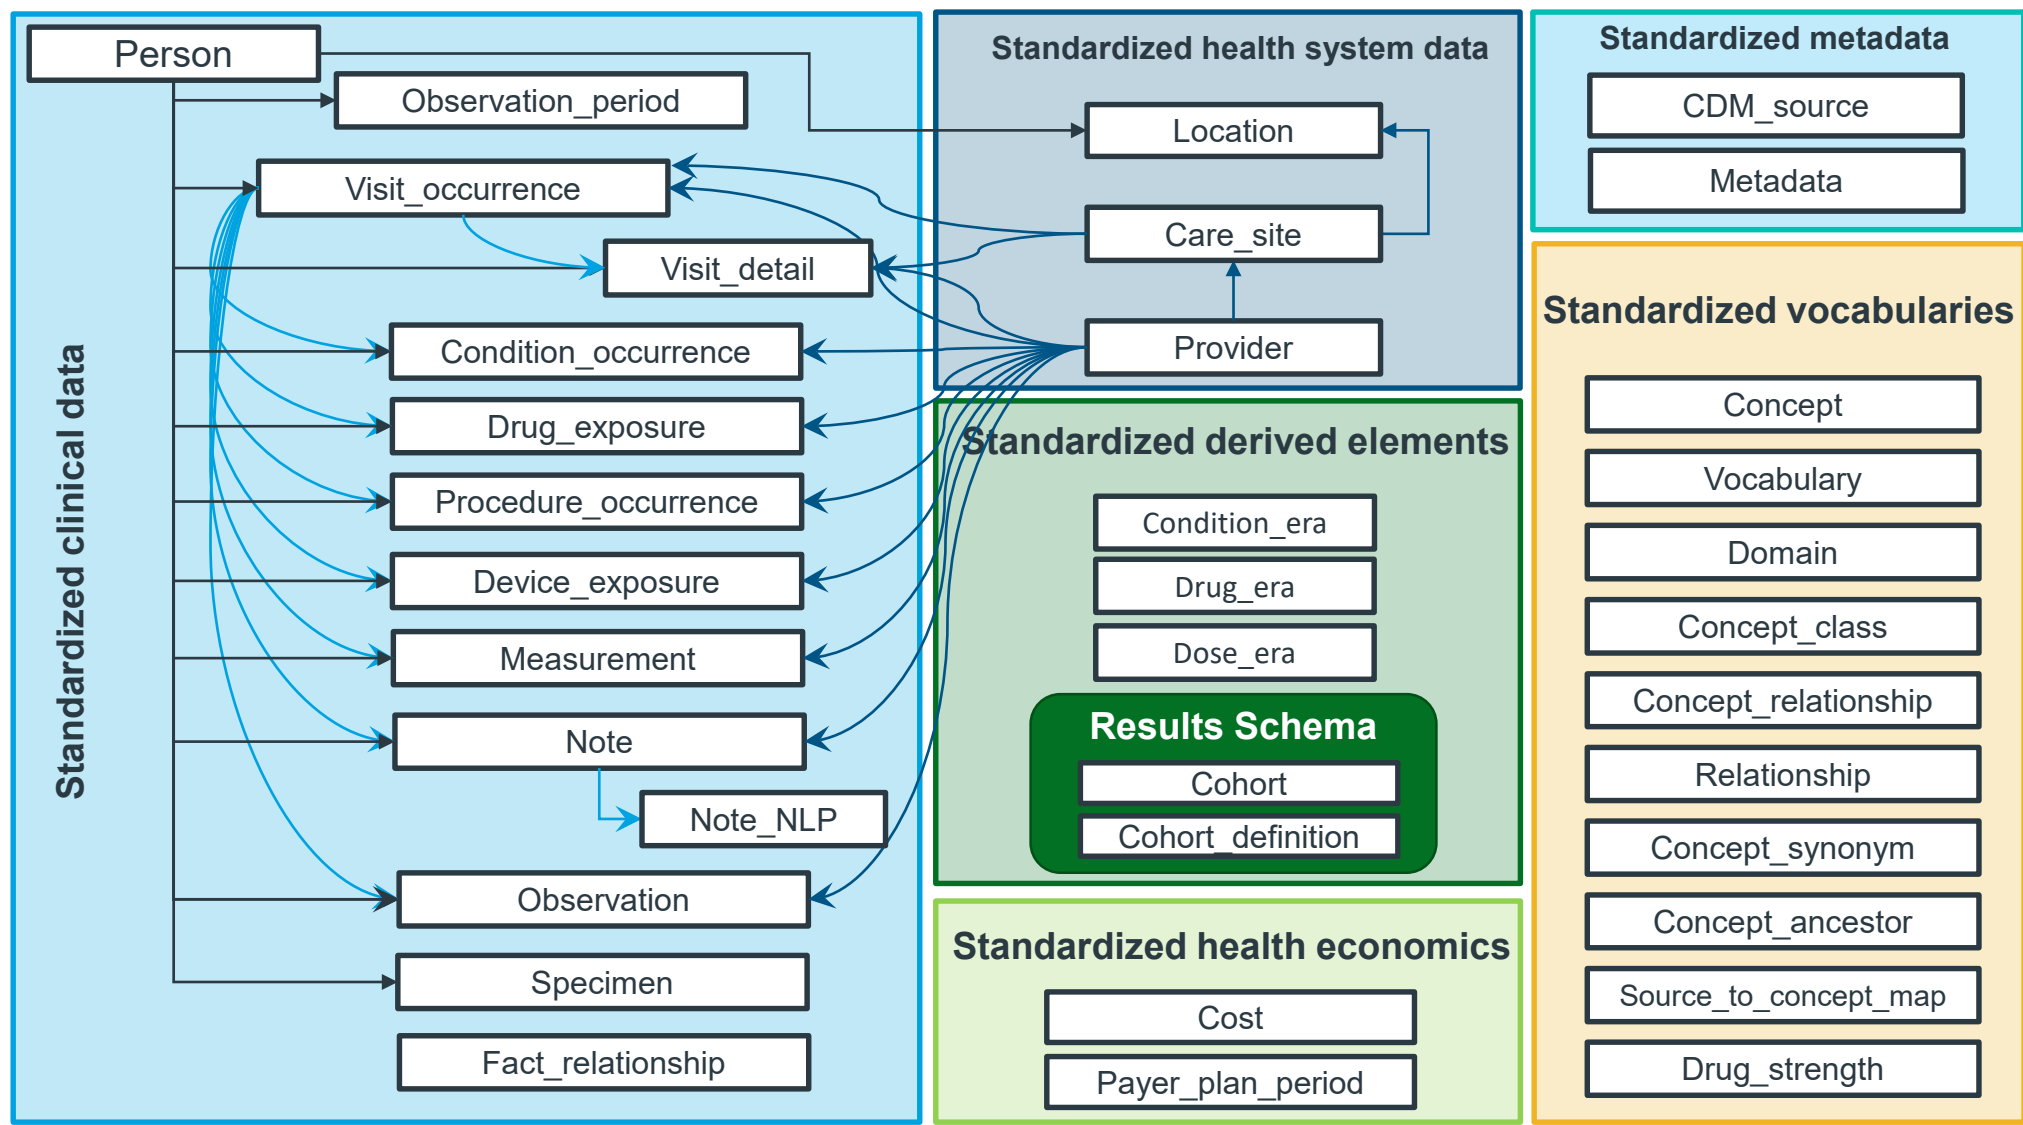 Standardized clinical data
Person
Observation_period
Visit_occurrence
Visit_detail
Condition_occurrence
Drug_exposure
Procedure_occurrence
Device_exposure
Measurement
Note
Note_NLP
Observation
Specimen
Fact_relationship
Standardized health system data
Location
Care_site
Provider
Standardized derived elements
Condition_era
Drug_era
Dose_era
Results Schema
Cohort
Cohort_definition
Standardized health economics
Cost
Payer_plan_period
Standardized metadata
CDM_source
Metadata
Standardized vocabularies
Concept
Vocabulary
Domain
Concept_class
Concept_relationship
Relationship
Concept_synonym
Concept_ancestor
Source_to_concept_map
Drug_strength